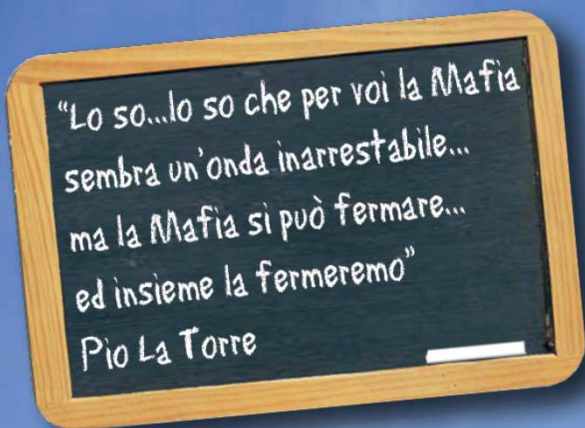 “Lo so...lo so che per voi la Mafia
sembra un'onda inarrestabile...
ma la Mafia si può fermare...
ed insieme la fermeremo”
Pio La Torre